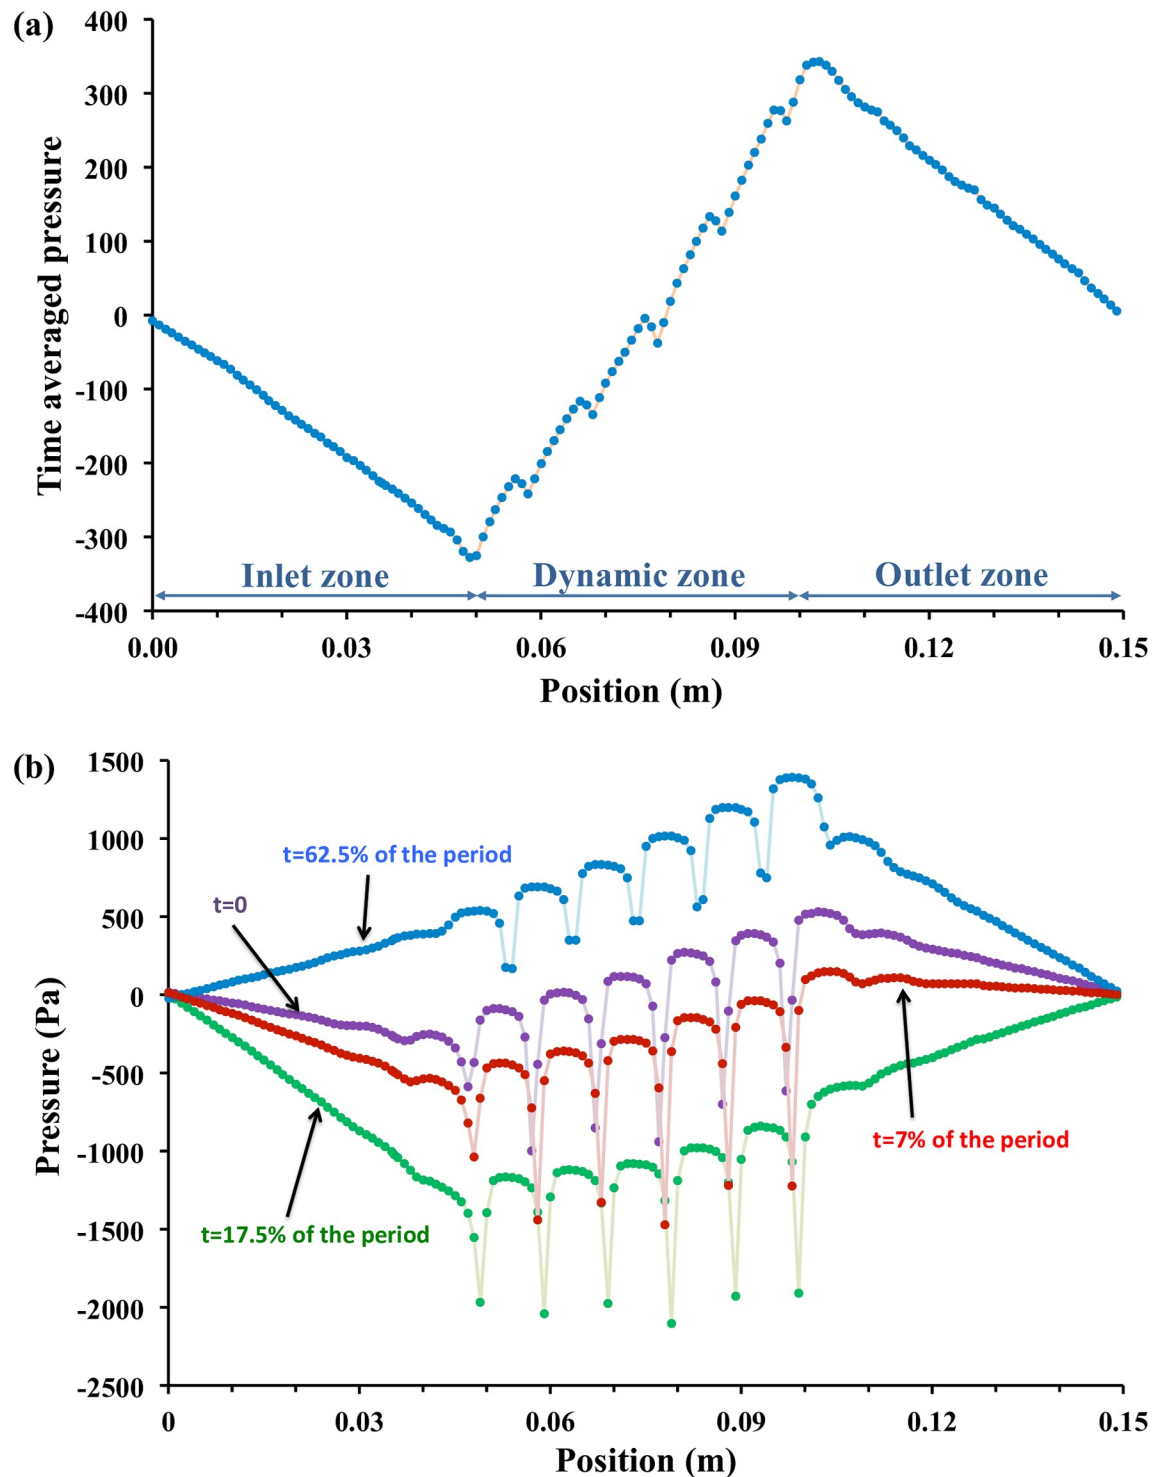 (a)
400
300
200
100
0
-100
-200
-300
-400
Time averaged pressure
Inlet zone
Dynamic zone
Outlet zone
0.00
0.03
0.06
0.09
0.12
0.15
Position (m)
(b)
1500
1000
500
0
-500
-1000
-1500
-2000
-2500
Pressure (Pa)
t=62.5% of the period
t=0
t=7% of the period
t=17.5% of the period
0
0.03
0.06
0.09
0.12
0.15
Position (m)